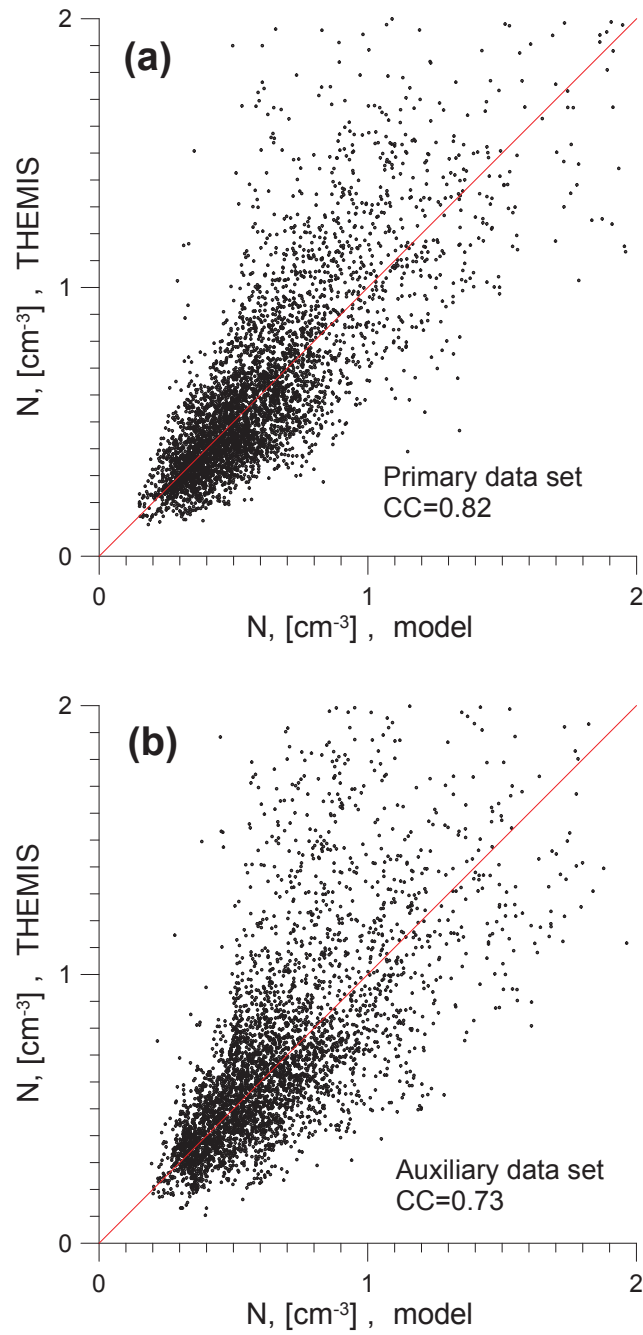 2
(a)
N, [cm-3] , THEMIS
1
Primary data set
CC=0.82
0
0 1 2
N, [cm-3] , model
2
(b)
N, [cm-3] , THEMIS
1
Auxiliary data set
CC=0.73
0
0 1 2
N, [cm-3] , model